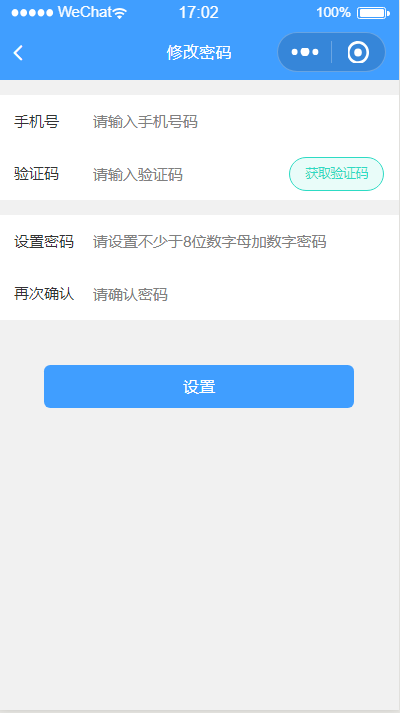 WeChat 17:02 100%
修改密码
手机号 请输入手机号码
验证码 请输入验证码 获取验证码
设置密码 请设置不少于8位数字母加数字密码
再次确认 请确认密码
设置